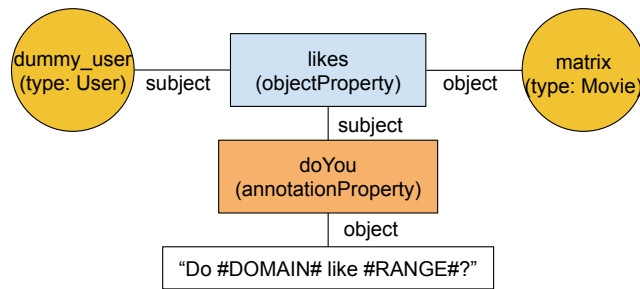 dummy_user
(type: User)
subject
likes
(objectProperty)
object
matrix
(type: Movie)
subject
doYou
(annotationProperty)
object
“Do #DOMAIN# like #RANGE#?”